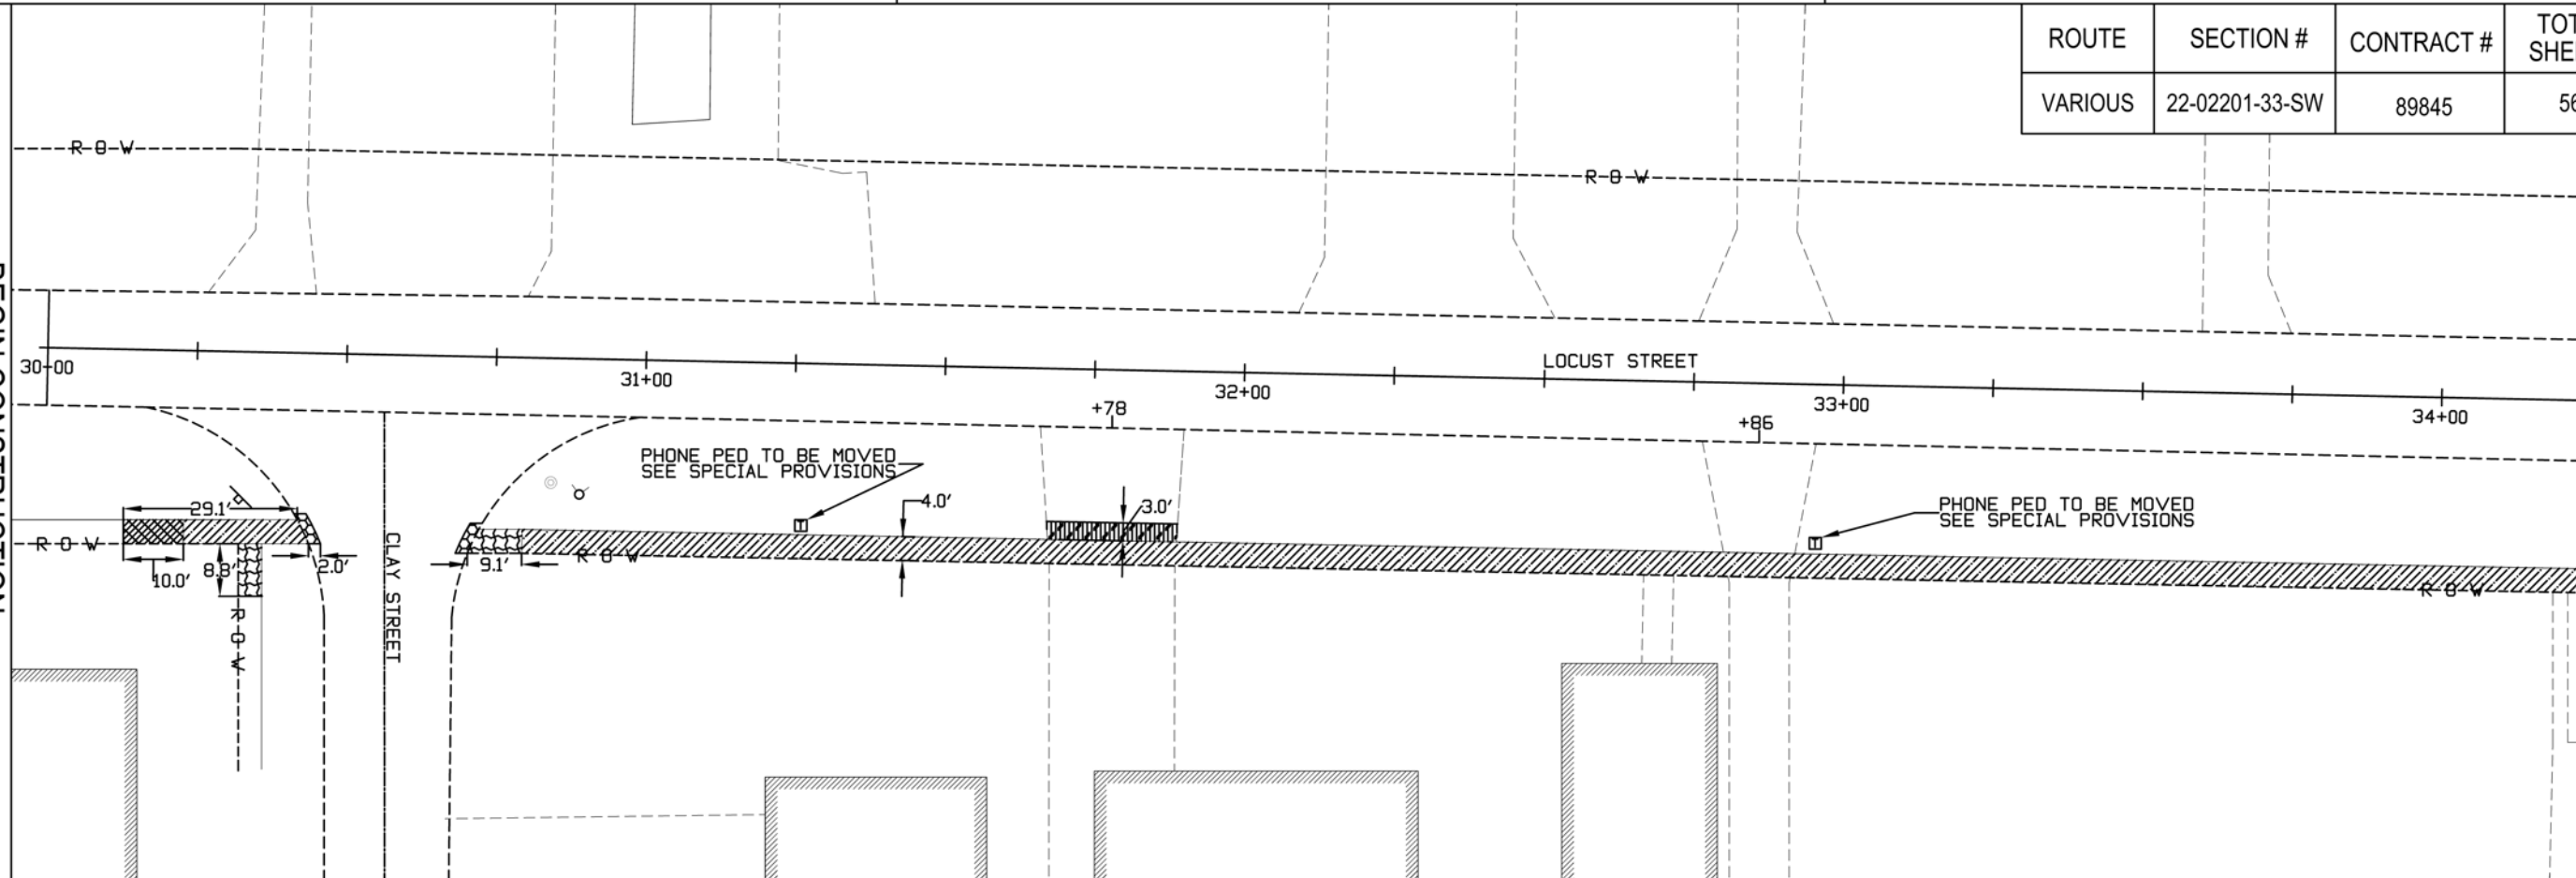 ROUTE
SECTION #
CONTRACT #
VARIOUS
22-02201-33-SW
89845
R O W
R O W
LOCUST STREET
30+00
31+00
32+00
33+00
34+00
+78
+86
PHONE PED TO BE MOVED
SEE SPECIAL PROVISIONS
29.1'
4.0'
3.0'
PHONE PED TO BE MOVED
SEE SPECIAL PROVISIONS
R O W
10.0'
8.8'
2.0'
9.1'
R O W
R O W
R O W
CLAY STREET